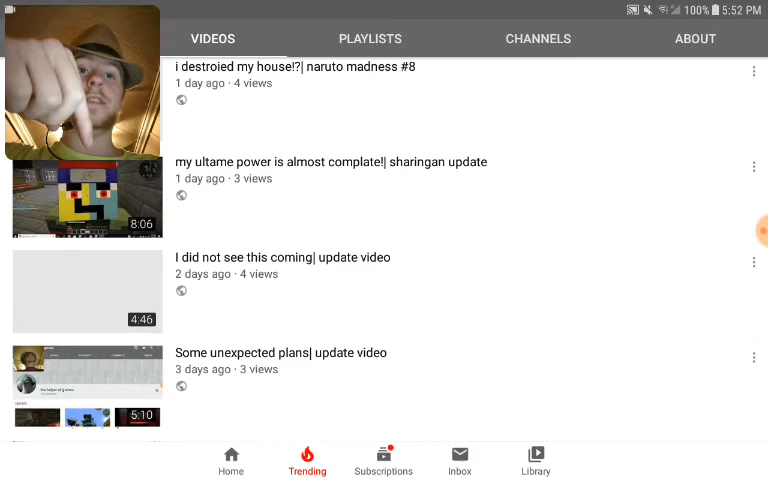 100% 5:52 PM
VIDEOS PLAYLISTS CHANNELS ABOUT
i destroied my house!?| naruto madness #8
1 day ago · 4 views
my ultame power is almost complate!| sharingan update
1 day ago · 3 views
8:06
I did not see this coming| update video
2 days ago · 4 views
4:46
Some unexpected plans| update video
3 days ago · 3 views
5:10
Home Trending Subscriptions Inbox Library